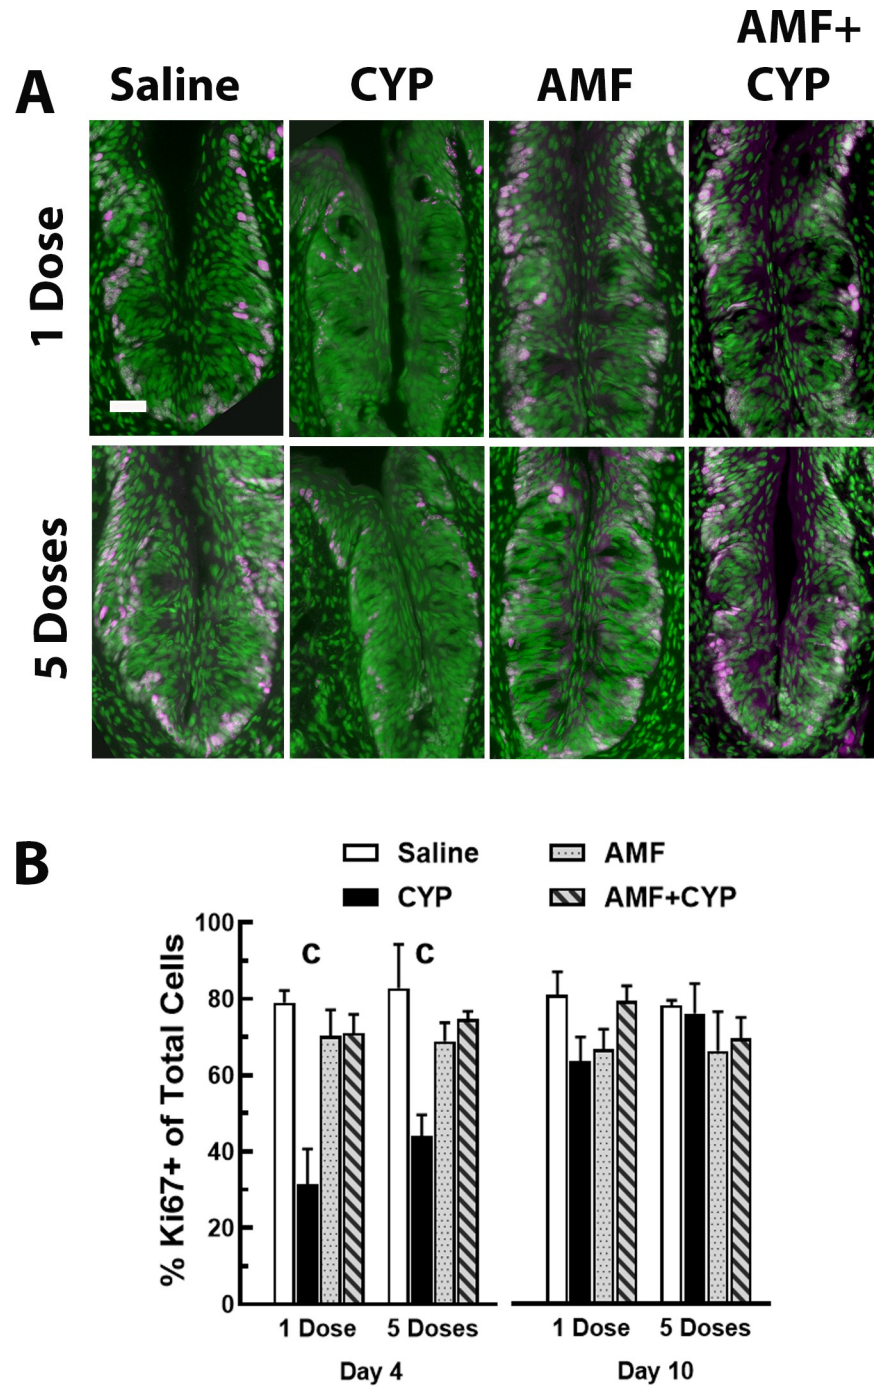 A
Saline
CYP
AMF
AMF+
CYP
1 Dose
5 Doses
B
Saline
AMF
CYP
AMF+CYP
% Ki67+ of Total Cells
100
80
60
40
20
0
C
C
1 Dose
5 Doses
1 Dose
5 Doses
Day 4
Day 10